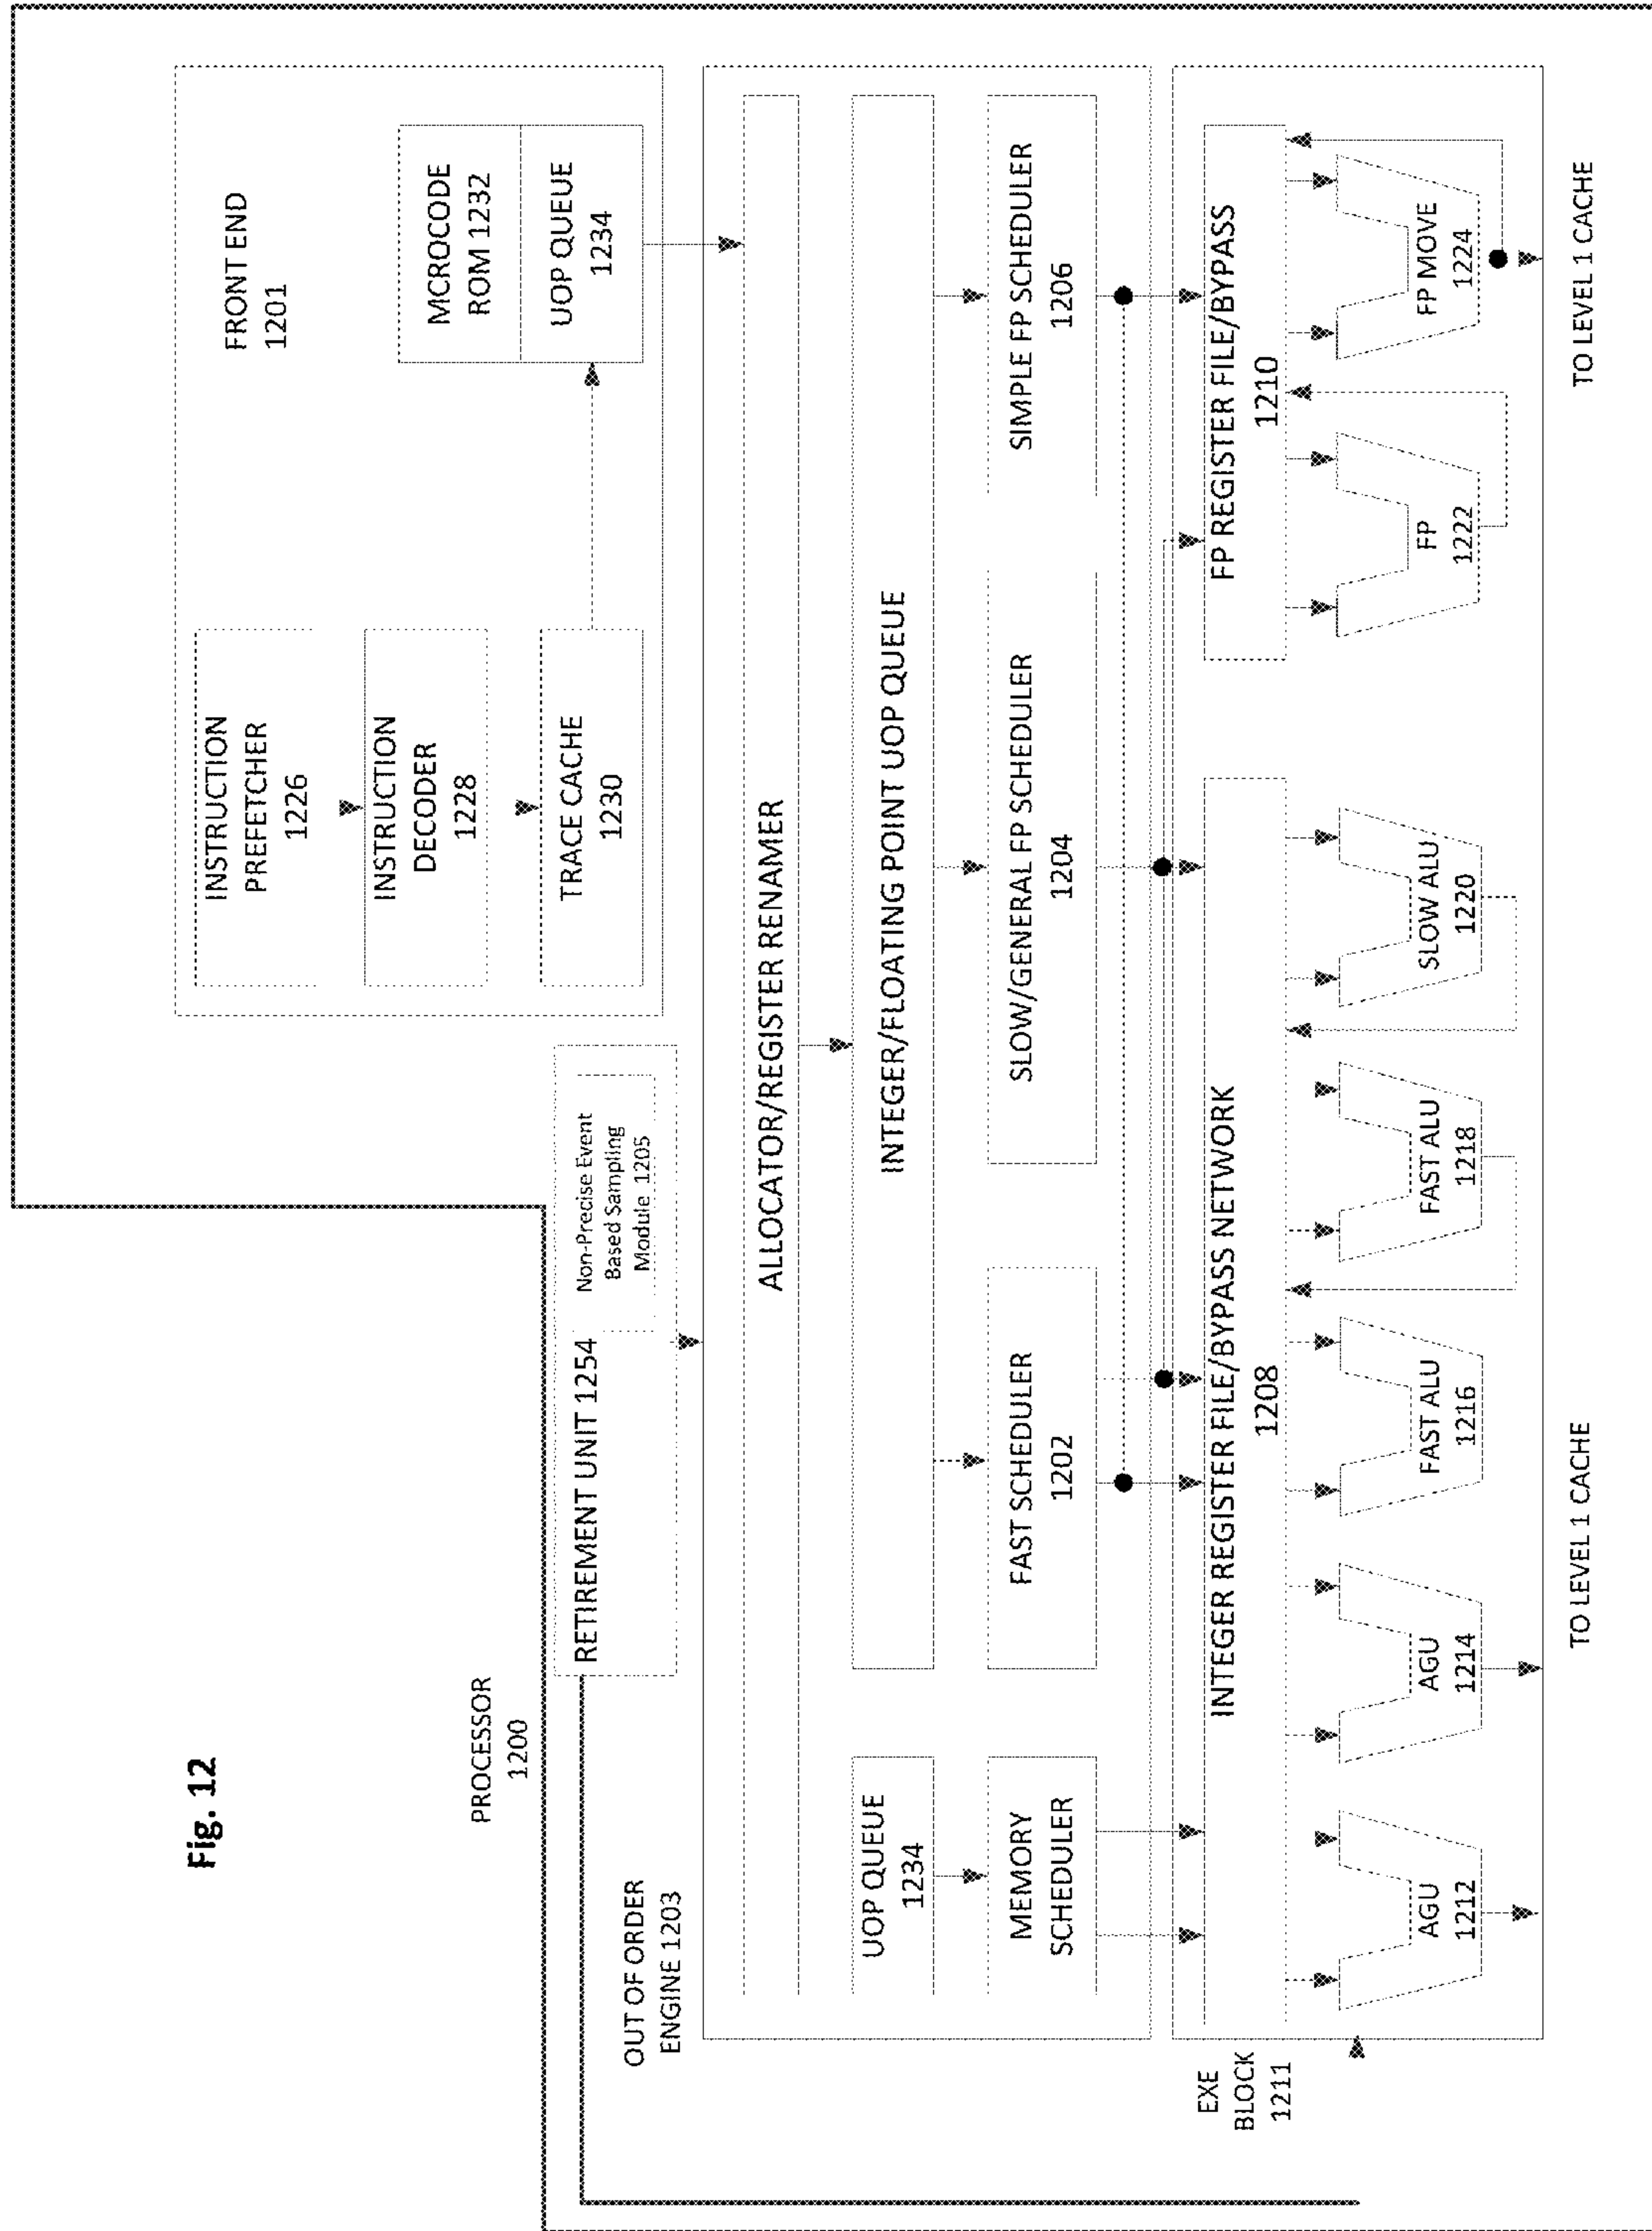 Fig. 12
PROCESSOR
1200
FRONT END
1201
INSTRUCTION
PREFETCHER
1226
INSTRUCTION
DECODER
1228
TRACE CACHE
1230
MCRQCODE
ROM 1232
UOP QUEUE
1234
RETIREMENT UNIT 1254
Non-Precise Event
Based Sampling
Module 1205
OUT OF ORDER
ENGINE 1203
ALLOCATOR/REGISTER RENAMER
UOP QUEUE
1234
INTEGER/FLOATING POINT UOP QUEUE
MEMORY
SCHEDULER
FAST SCHEDULER
1202
SLOW/GENERAL FP SCHEDULER
1204
SIMPLE FP SCHEDULER
1206
EXE
BLOCK
1211
INTEGER REGISTER FILE/BYPASS NETWORK
1208
FP REGISTER FILE/BYPASS
1210
AGU
1212
AGU
1214
FAST ALU
1216
FAST ALU
1218
SLOW ALU
1220
FP
1222
FP MOVE
1224
TO LEVEL 1 CACHE
TO LEVEL 1 CACHE